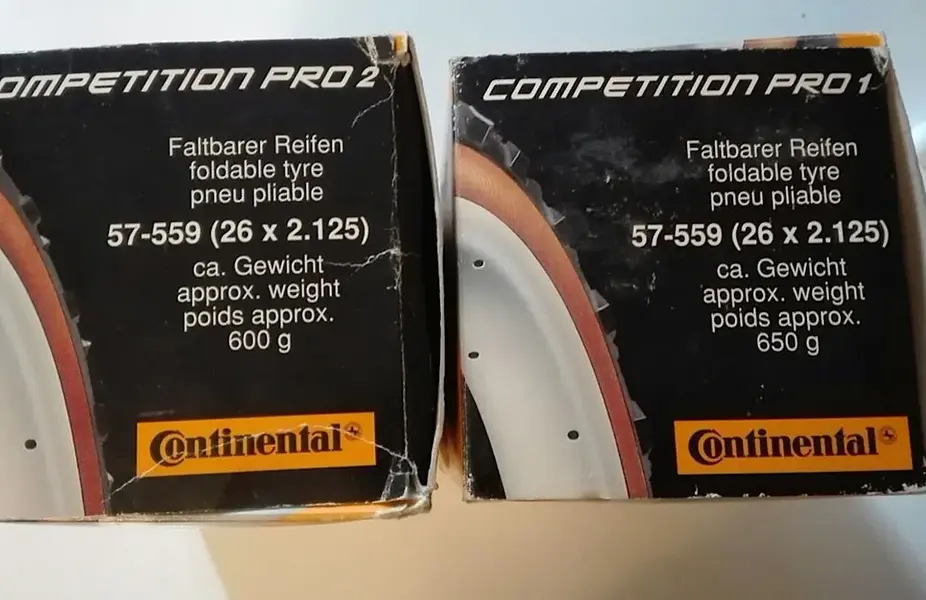 OMPETITION PRO 2
Faltbarer Reifen
foldable tyre
pneu pliable
57-559 (26 x 2.125)
ca. Gewicht
approx. weight
poids approx.
600 g
Continental
COMPETITION PRO 1
Faltbarer Reifen
foldable tyre
pneu pliable
57-559 (26 x 2.125)
ca. Gewicht
approx. weight
poids approx.
650 g
Continental